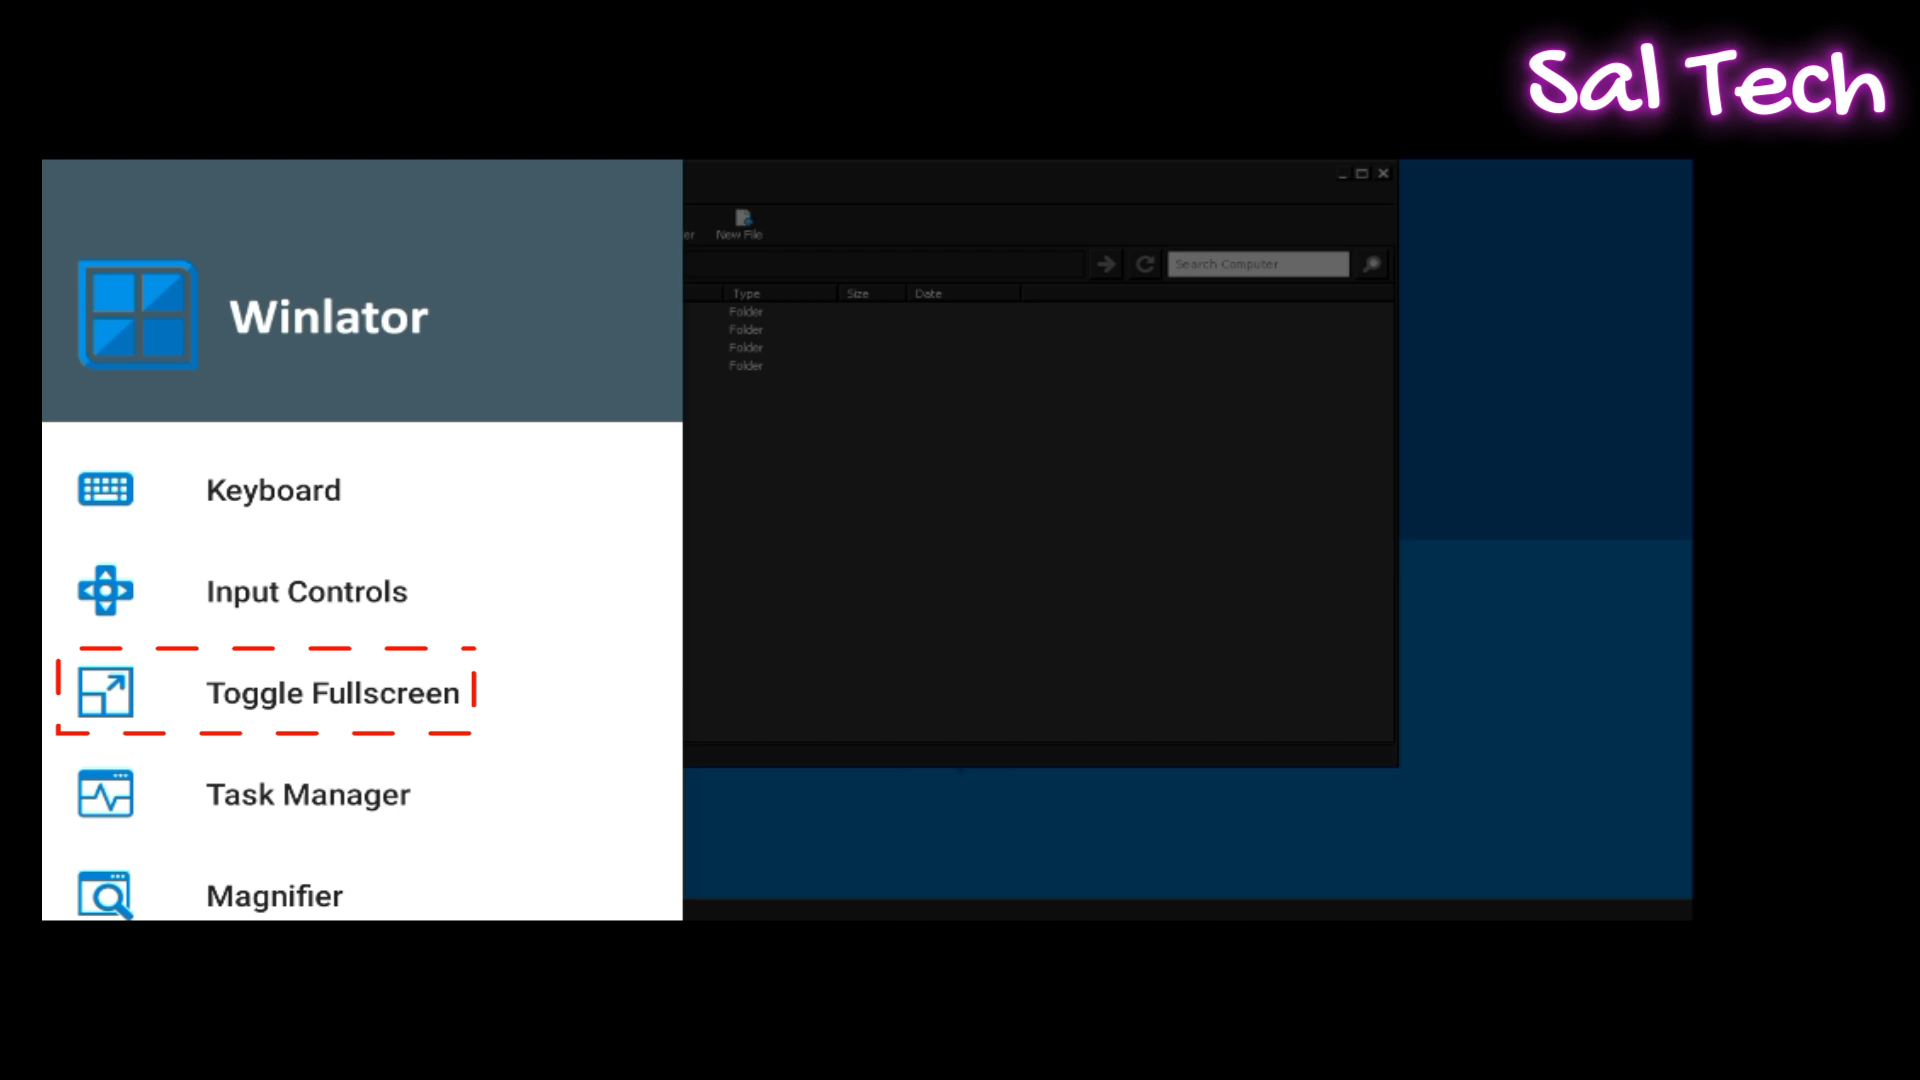 Sal Tech
Winlator
Keyboard
Input Controls
Toggle Fullscreen
Task Manager
Magnifier
er New File
Search Computer
Type Size Date
Folder
Folder
Folder
Folder